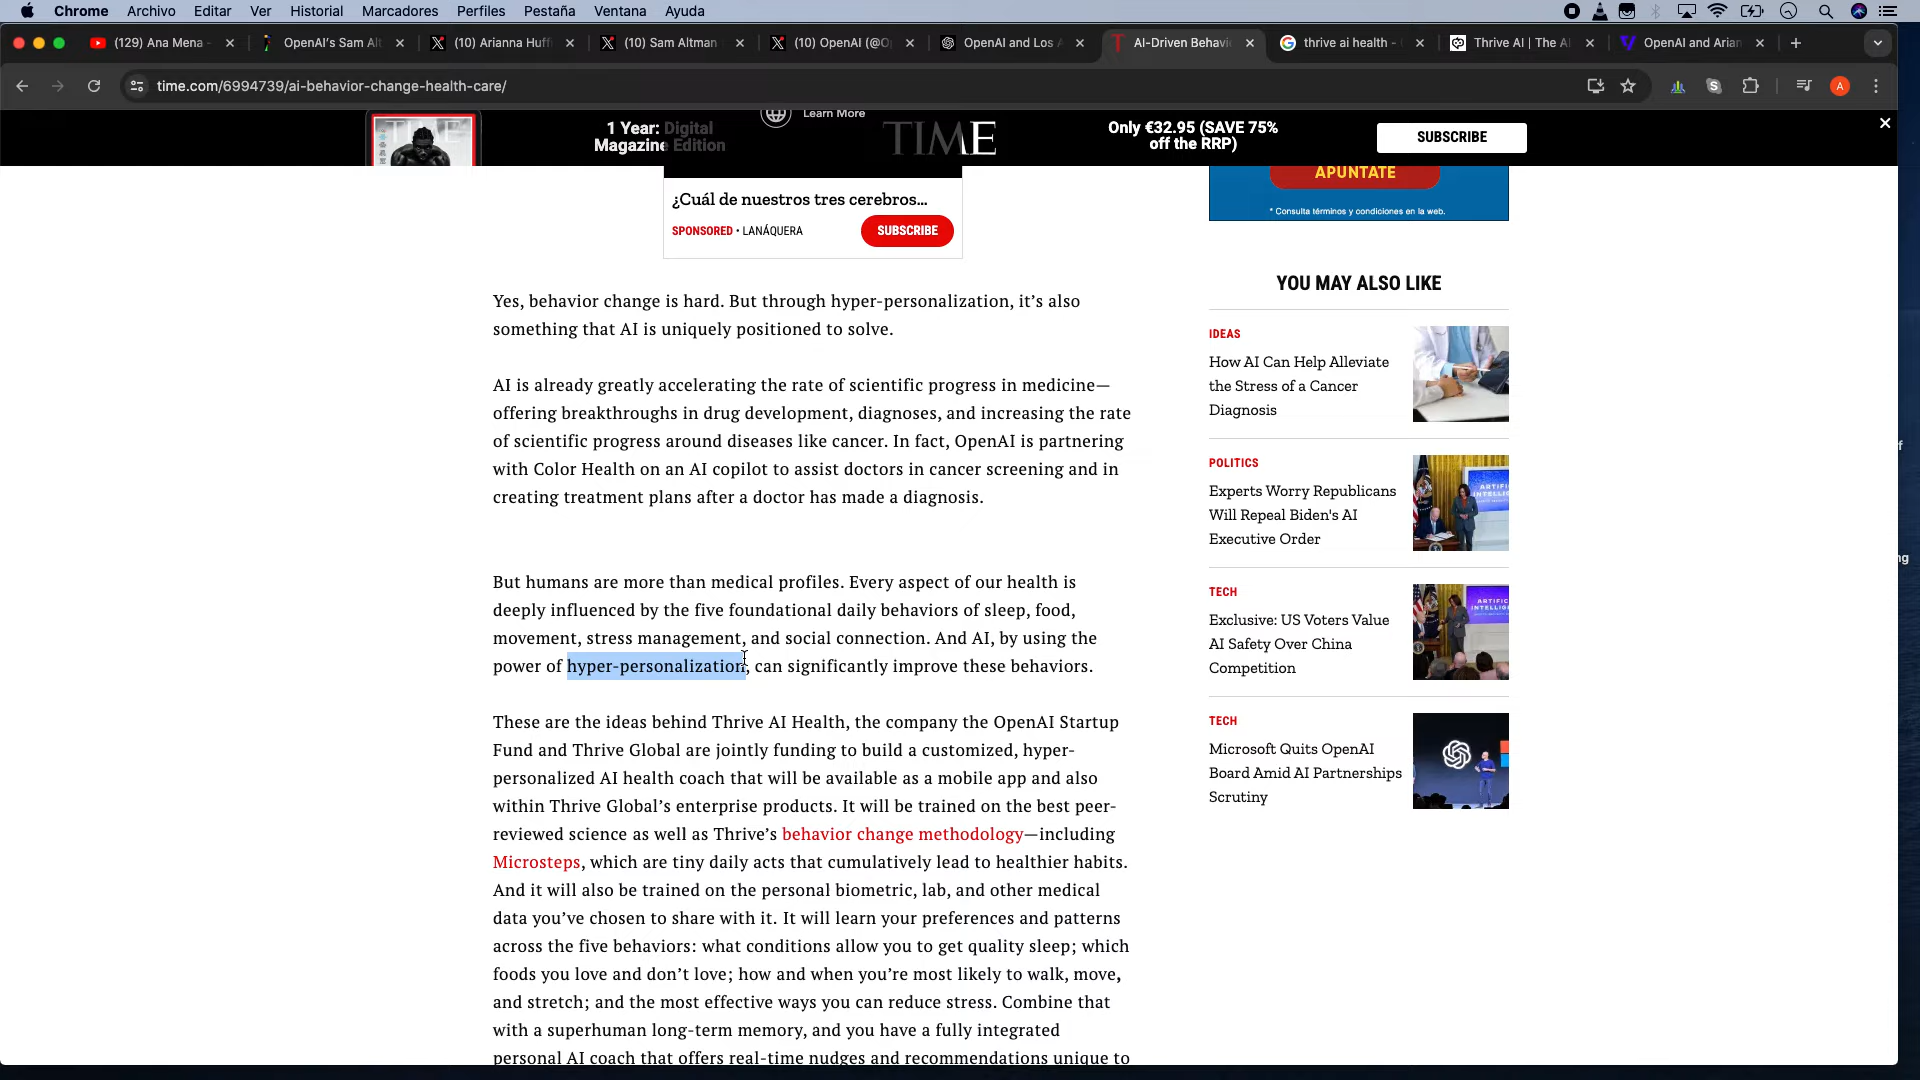 Chrome Archivo Editar Ver Historial Marcadores Perfiles Pestaña Ventana Ayuda
(129) Ana Mena - OpenAI's Sam Alt (10) Arianna Huffi (10) Sam Altman (10) OpenAI (@O OpenAI and Los A AI-Driven Behavi thrive ai health - Thrive AI | The AI OpenAI and Arian
time.com/6994739/ai-behavior-change-health-care/ A
TIME
1 Year: Digital
Magazine Edition
Learn More
TIME
Only €32.95 (SAVE 75%
off the RRP)
SUBSCRIBE
¿Cuál de nuestros tres cerebros...
SPONSORED • LANÁQUERA
SUBSCRIBE
APÚNTATE
* Consulta términos y condiciones en la web.
Yes, behavior change is hard. But through hyper-personalization, it's also
something that AI is uniquely positioned to solve.
AI is already greatly accelerating the rate of scientific progress in medicine—
offering breakthroughs in drug development, diagnoses, and increasing the rate
of scientific progress around diseases like cancer. In fact, OpenAI is partnering
with Color Health on an AI copilot to assist doctors in cancer screening and in
creating treatment plans after a doctor has made a diagnosis.
But humans are more than medical profiles. Every aspect of our health is
deeply influenced by the five foundational daily behaviors of sleep, food,
movement, stress management, and social connection. And AI, by using the
power of hyper-personalization, can significantly improve these behaviors.
These are the ideas behind Thrive AI Health, the company the OpenAI Startup
Fund and Thrive Global are jointly funding to build a customized, hyper-
personalized AI health coach that will be available as a mobile app and also
within Thrive Global's enterprise products. It will be trained on the best peer-
reviewed science as well as Thrive's behavior change methodology—including
Microsteps, which are tiny daily acts that cumulatively lead to healthier habits.
And it will also be trained on the personal biometric, lab, and other medical
data you've chosen to share with it. It will learn your preferences and patterns
across the five behaviors: what conditions allow you to get quality sleep; which
foods you love and don't love; how and when you're most likely to walk, move,
and stretch; and the most effective ways you can reduce stress. Combine that
with a superhuman long-term memory, and you have a fully integrated
personal AI coach that offers real-time nudges and recommendations unique to
YOU MAY ALSO LIKE
IDEAS
How AI Can Help Alleviate
the Stress of a Cancer
Diagnosis
POLITICS
Experts Worry Republicans
Will Repeal Biden's AI
Executive Order
TECH
Exclusive: US Voters Value
AI Safety Over China
Competition
TECH
Microsoft Quits OpenAI
Board Amid AI Partnerships
Scrutiny